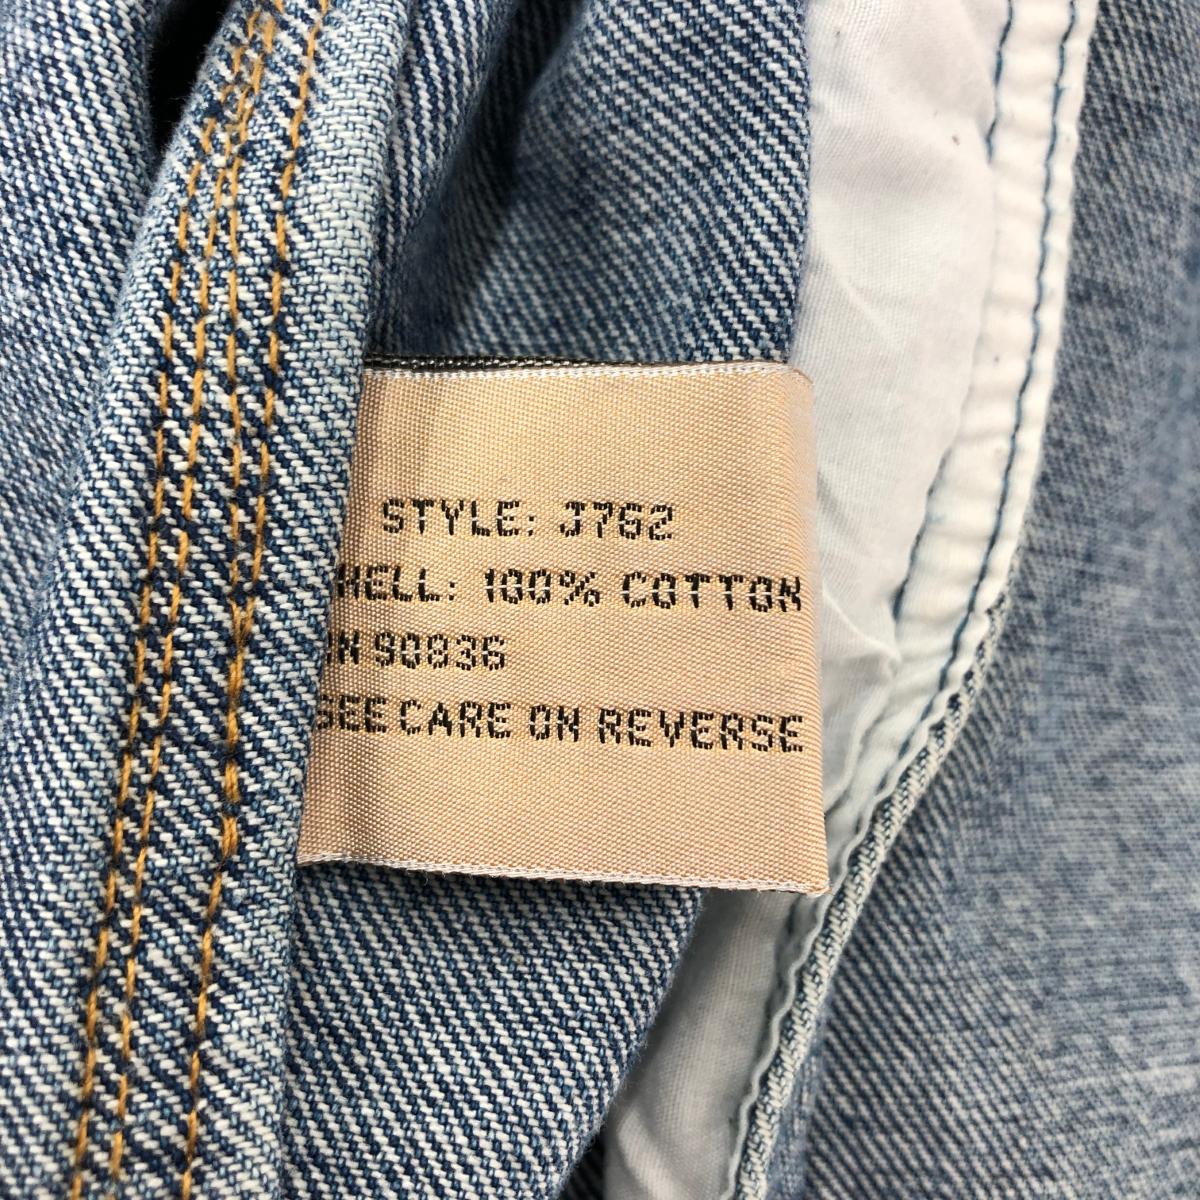 STYLE: J762
HELL: 100% COTTON
N 90836
SEE CARE ON REVERSE